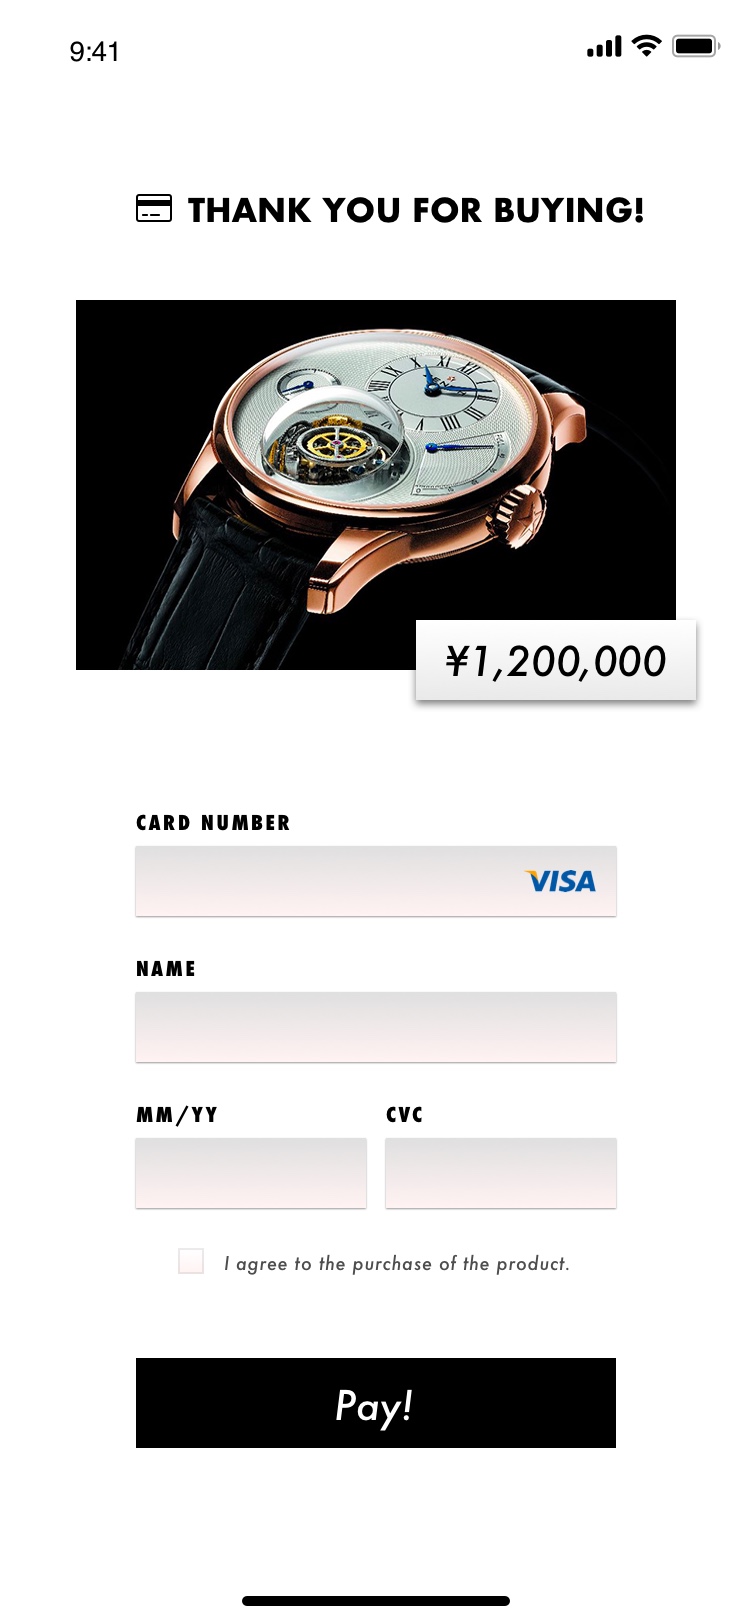 9:41
THANK YOU FOR BUYING!
¥1,200,000
CARD NUMBER
VISA
NAME
MM/YY
CVC
I agree to the purchase of the product.
Pay!